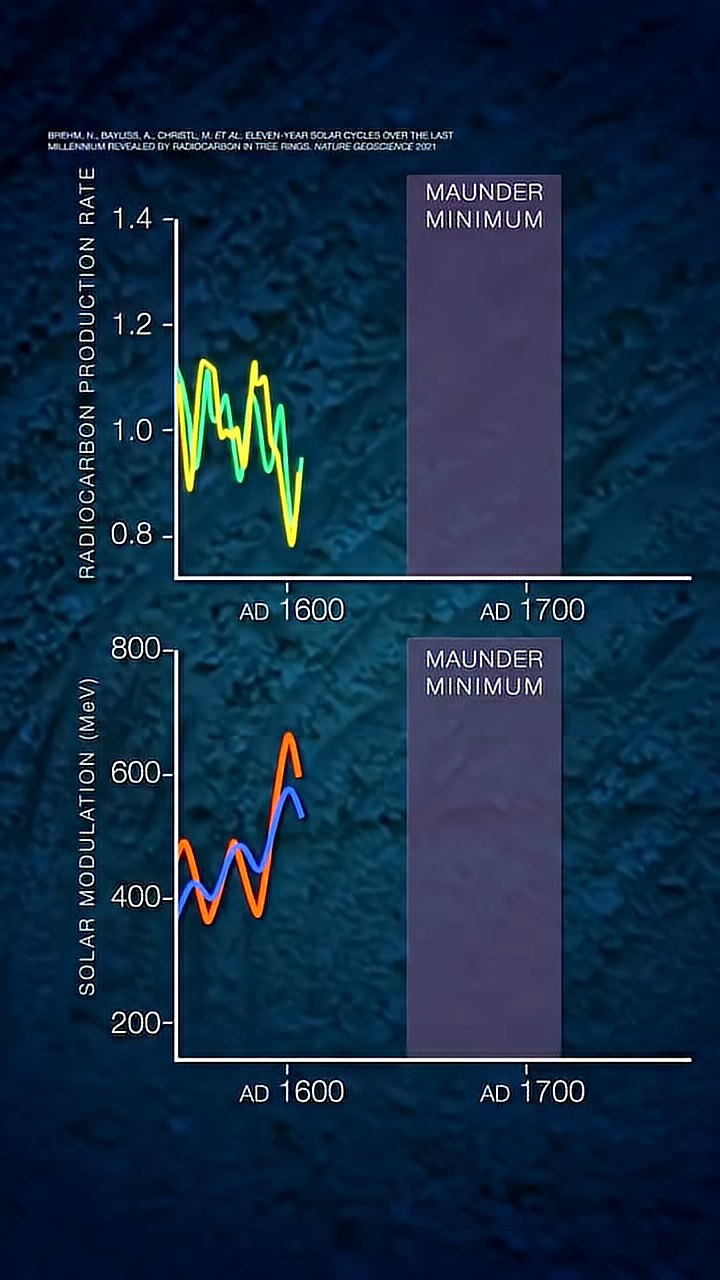 BREHM, N., BAYLISS, A., CHRISTL, M. ET AL. ELEVEN-YEAR SOLAR CYCLES OVER THE LAST
MILLENNIUM REVEALED BY RADIOCARBON IN TREE RINGS. NATURE GEOSCIENCE 2021
RADIOCARBON PRODUCTION RATE
MAUNDER
MINIMUM
1.4
1.2
1.0
0.8
AD 1600
AD 1700
SOLAR MODULATION (MeV)
MAUNDER
MINIMUM
800
600
400
200
AD 1600
AD 1700